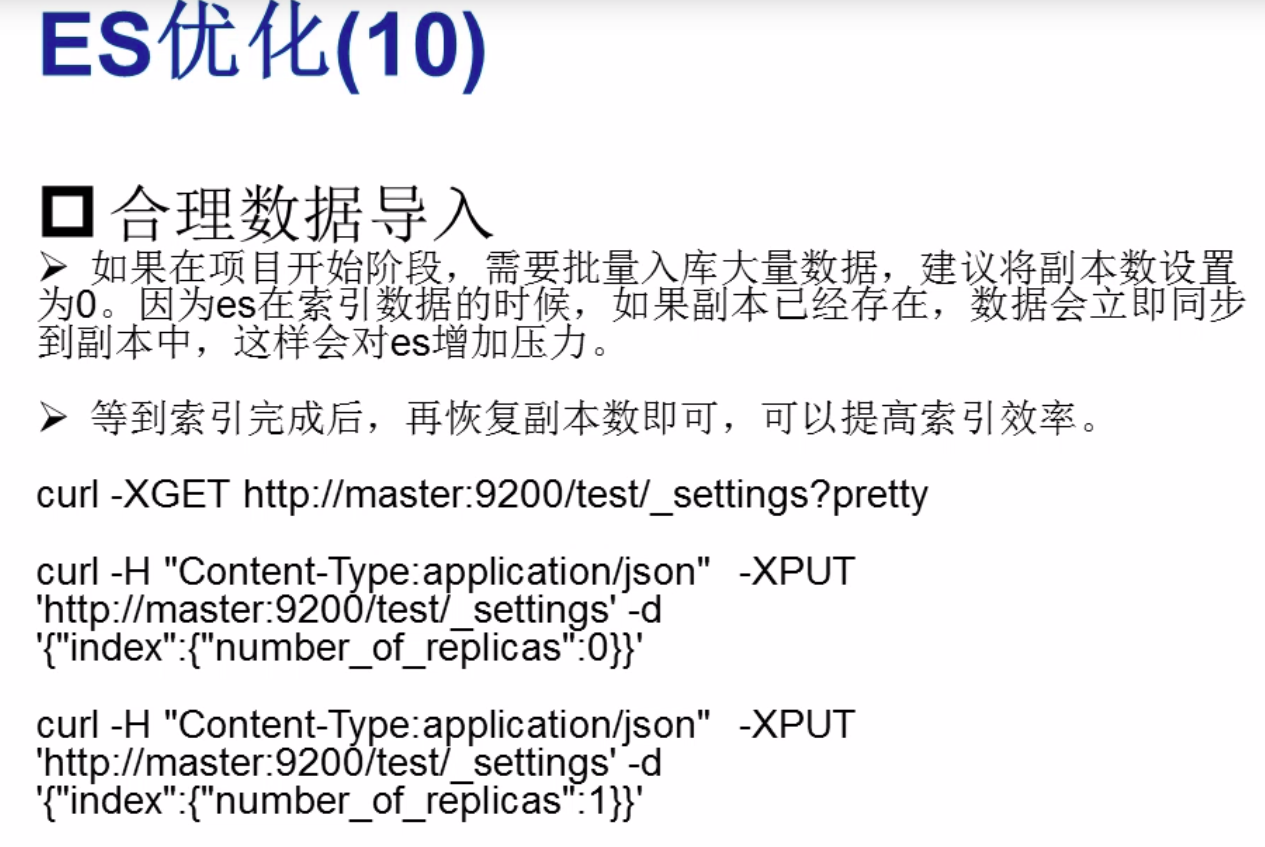 ES优化(10)
合理数据导入
➢ 如果在项目开始阶段，需要批量入库大量数据，建议将副本数设置
为0。因为es在索引数据的时候，如果副本已经存在，数据会立即同步
到副本中，这样会对es增加压力。
➢ 等到索引完成后，再恢复副本数即可，可以提高索引效率。
curl -XGET http://master:9200/test/_settings?pretty
curl -H "Content-Type:application/json"  -XPUT
'http://master:9200/test/_settings' -d
'{"index":{"number_of_replicas":0}}'
curl -H "Content-Type:application/json"  -XPUT
'http://master:9200/test/_settings' -d
'{"index":{"number_of_replicas":1}}'